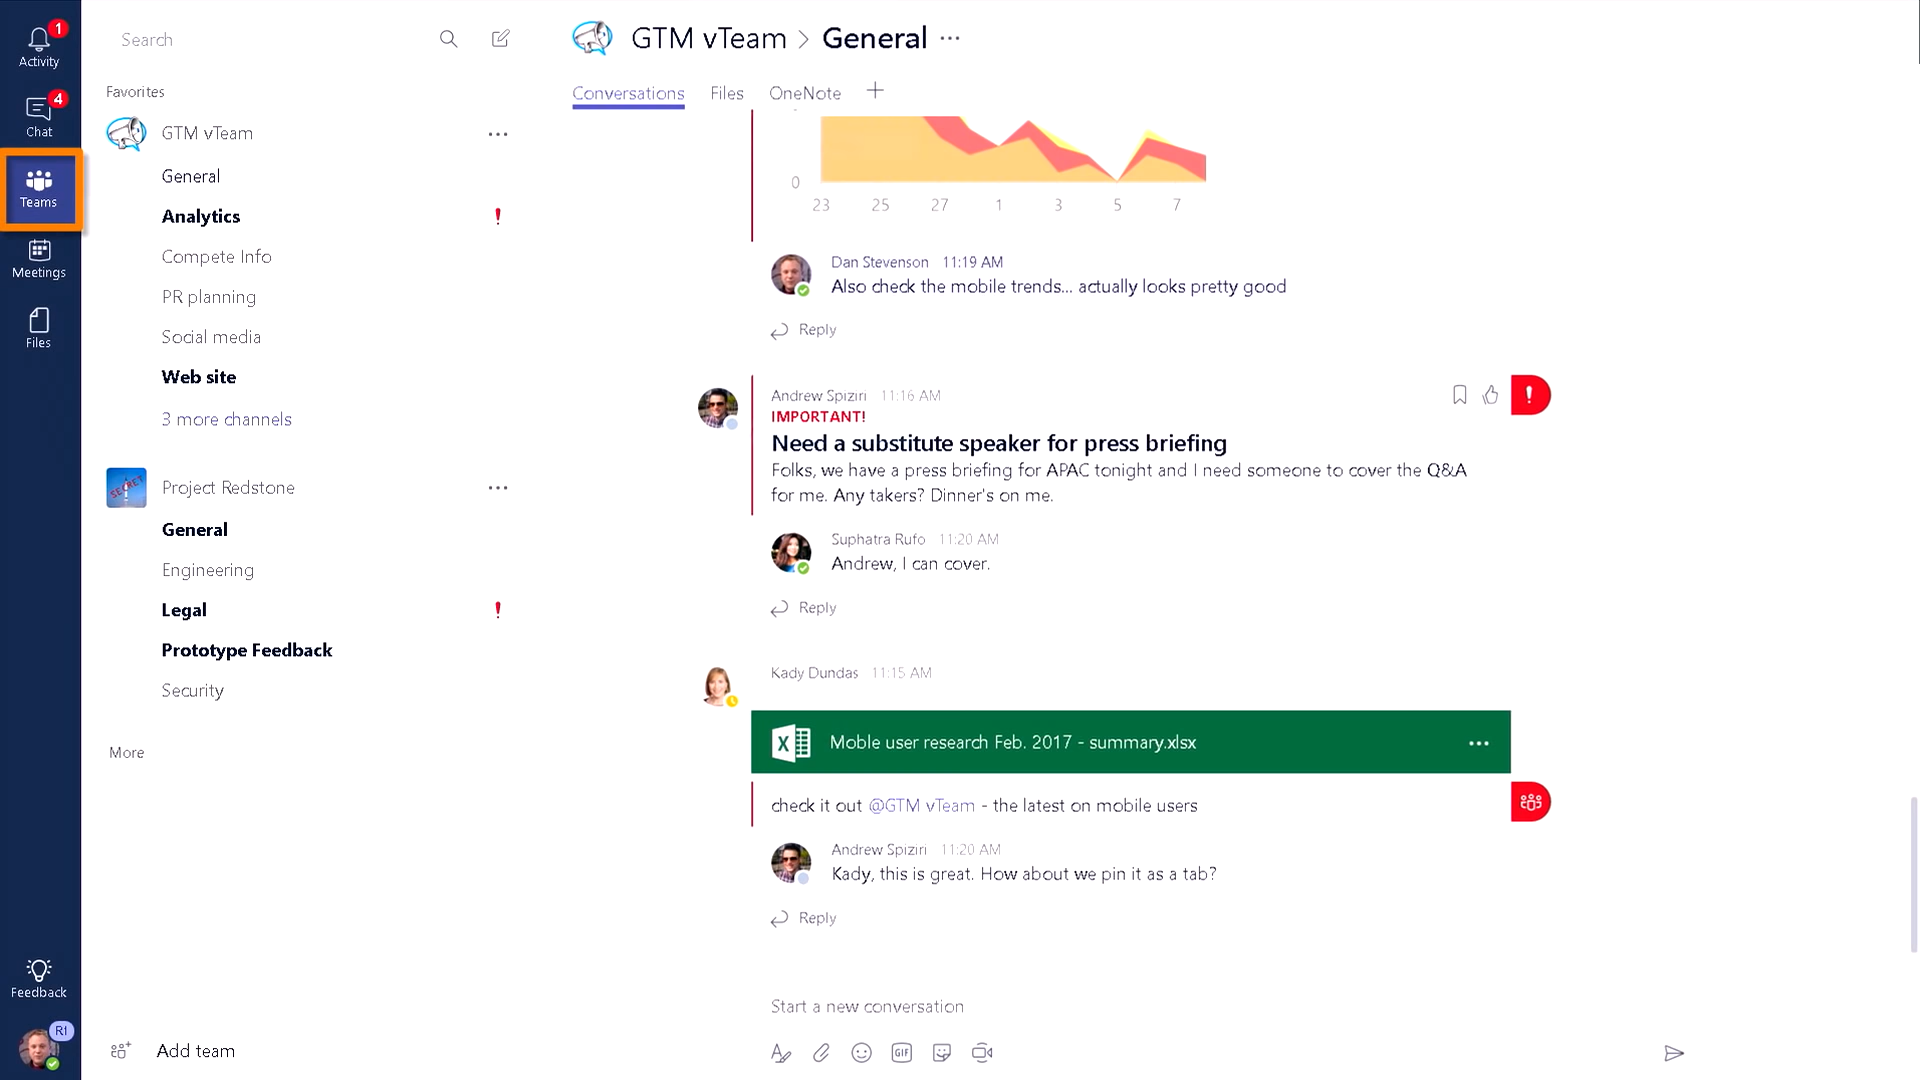 1
Activity
4
Chat
Teams
Meetings
Files
Feedback
R1
Search
Favorites
GTM vTeam
General
Analytics
Compete Info
PR planning
Social media
Web site
3 more channels
SECRET
Project Redstone
General
Engineering
Legal
Prototype Feedback
Security
More
Add team
GTM vTeam > General ...
Conversations Files OneNote +
0
23 25 27 1 3 5 7
Dan Stevenson 11:19 AM
Also check the mobile trends... actually looks pretty good
Reply
Andrew Spiziri 11:16 AM
IMPORTANT!
Need a substitute speaker for press briefing
Folks, we have a press briefing for APAC tonight and I need someone to cover the Q&A
for me. Any takers? Dinner's on me.
Suphatra Rufo 11:20 AM
Andrew, I can cover.
Reply
Kady Dundas 11:15 AM
Moble user research Feb. 2017 - summary.xlsx
check it out @GTM vTeam - the latest on mobile users
Andrew Spiziri 11:20 AM
Kady, this is great. How about we pin it as a tab?
Reply
Start a new conversation
GIF